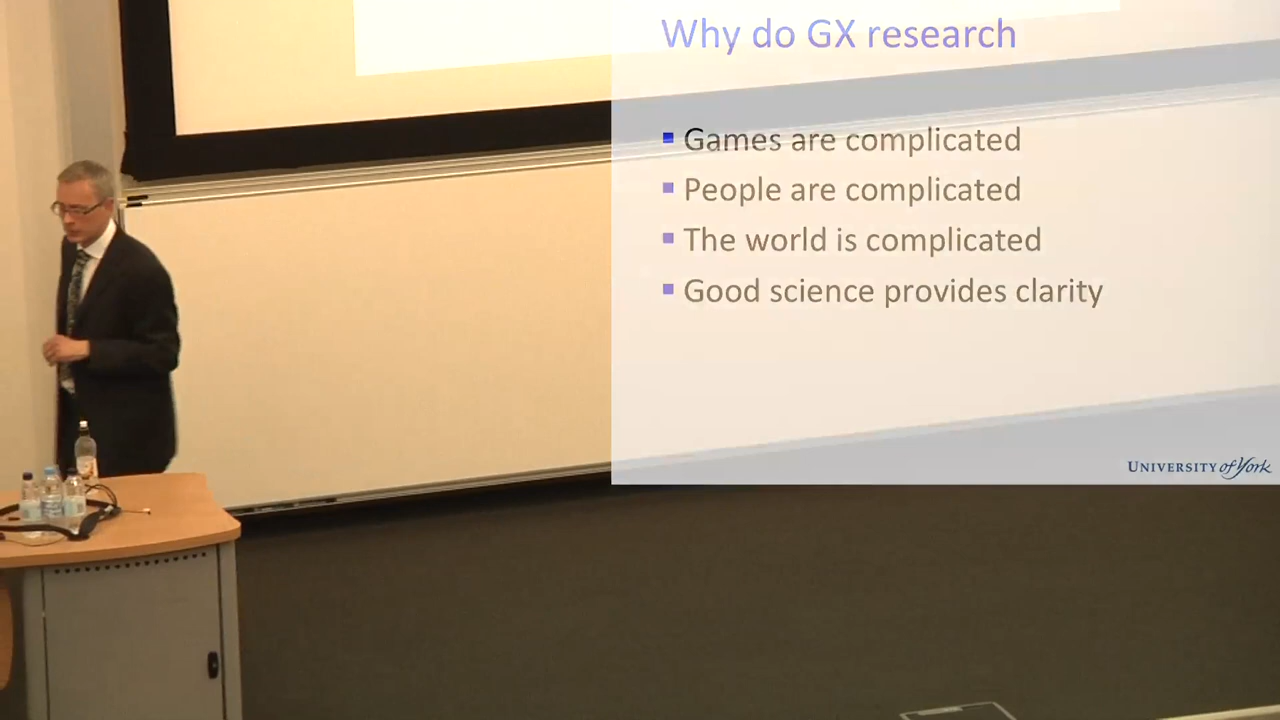 Why do GX research
Games are complicated
People are complicated
The world is complicated
Good science provides clarity
UNIVERSITY of York